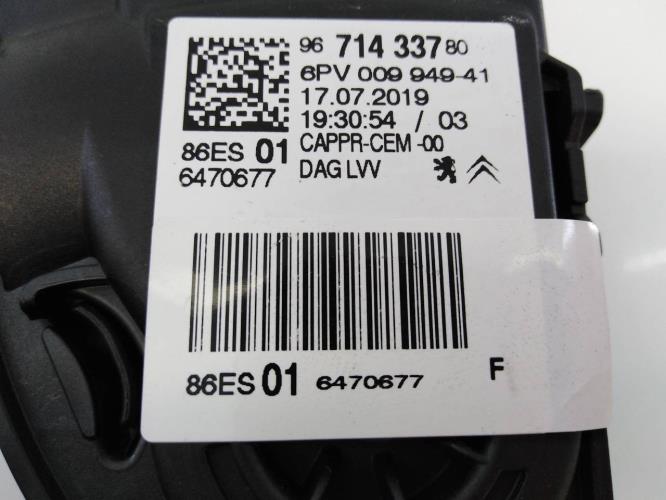 96 714 337 80
6PV 009 949-41
17.07.2019
19:30:54 / 03
CAPPR-CEM -00
86ES 01
DAG LVV
6470677
86ES 01 6470677 F